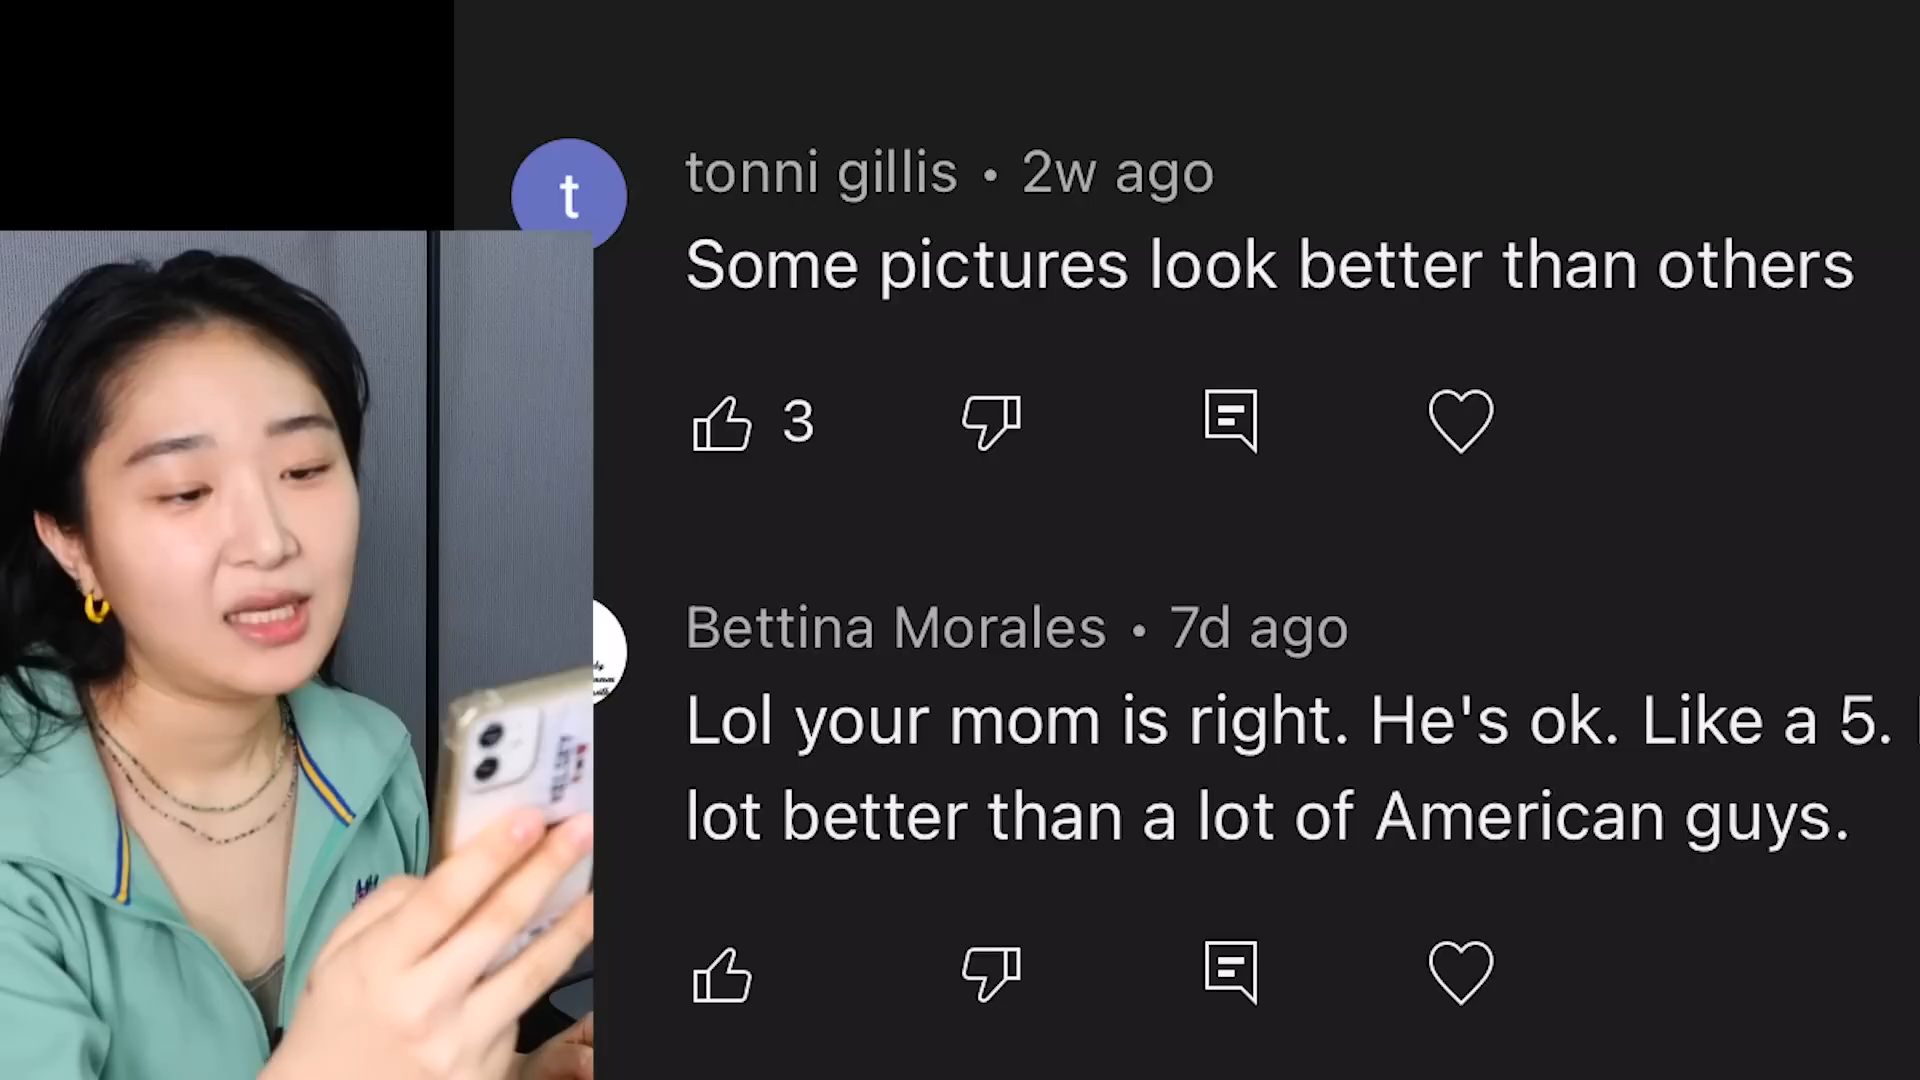 t
tonni gillis • 2w ago
Some pictures look better than others
3
Bettina Morales • 7d ago
Lol your mom is right. He's ok. Like a 5.
lot better than a lot of American guys.